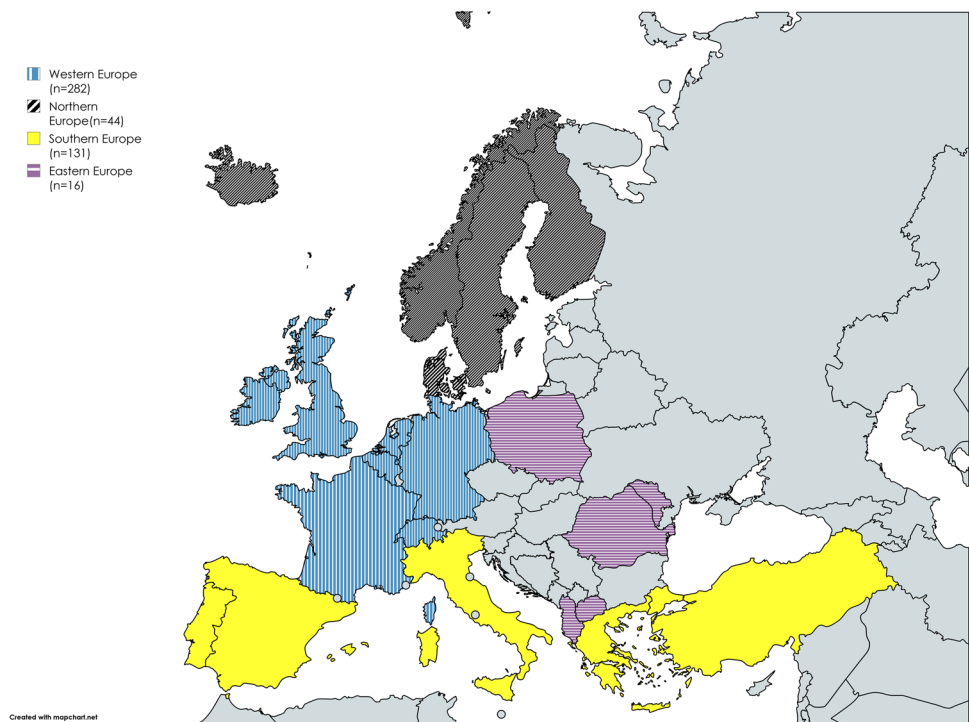 Western Europe
(n=282)
Northern
Europe(n=44)
Southern Europe
(n=131)
Eastern Europe
(n=16)
Created with mapchart.net